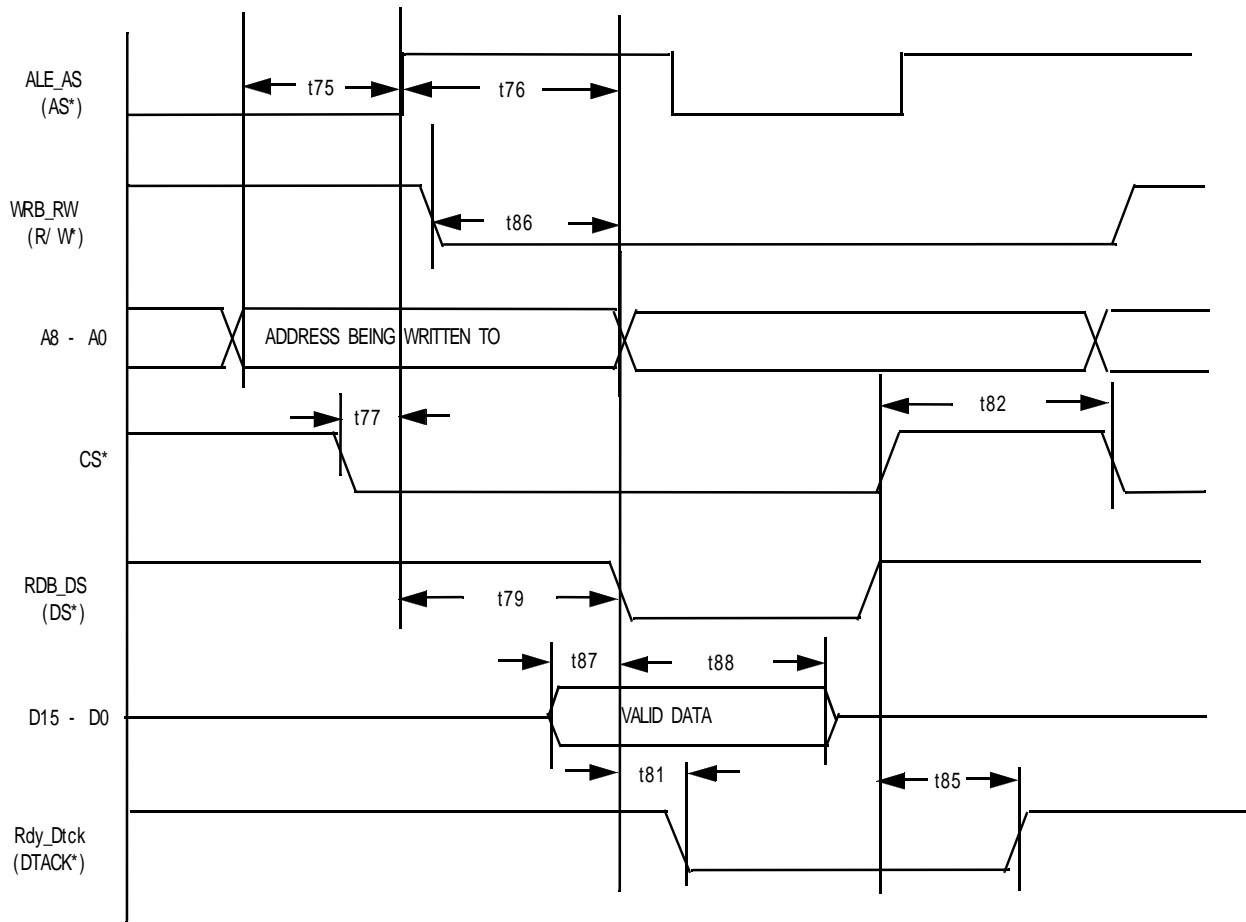 ALE_AS
(AS*)
t75
t76
WRB_RW
(R/ W*)
t86
A8 - A0
ADDRESS BEING WRITTEN TO
t77
t82
CS*
RDB_DS
(DS*)
t79
t87
t88
D15 - D0
VALID DATA
t81
t85
Rdy_Dtck
(DTACK*)